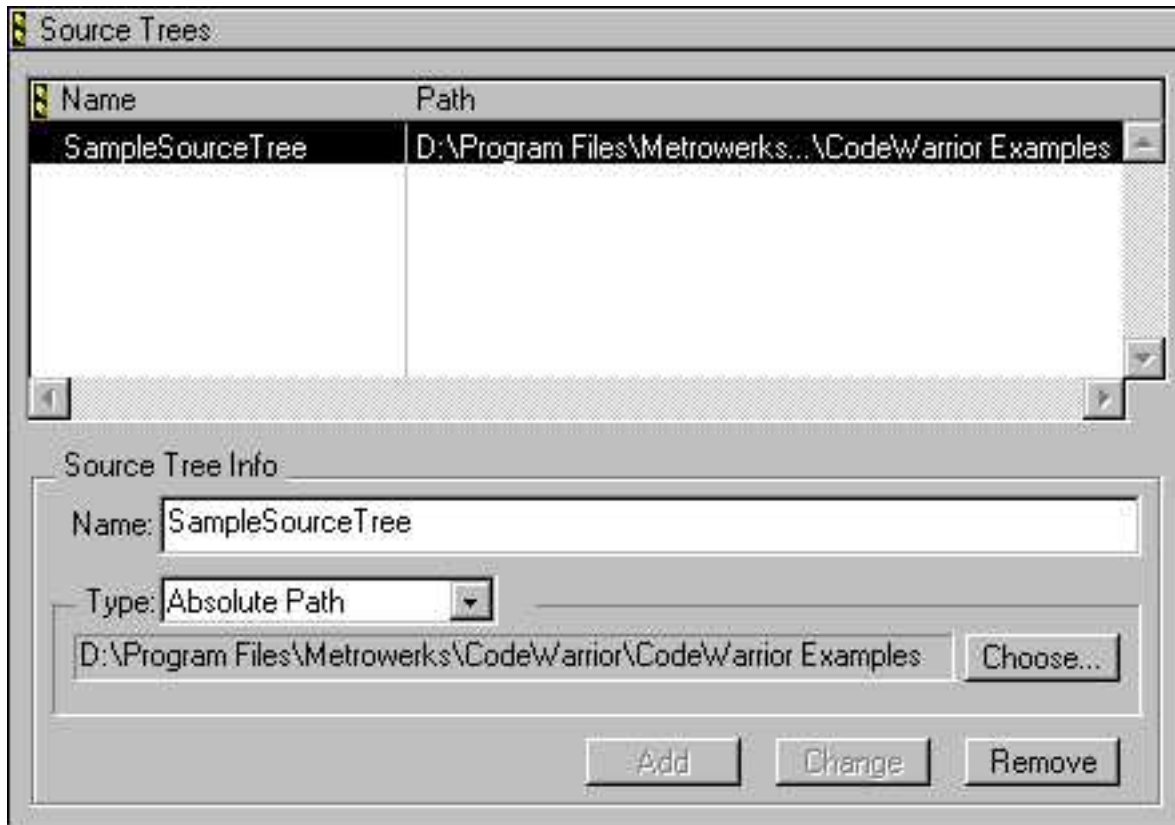 Source Trees
Name Path
SampleSourceTree D:\Program Files\Metrowerks...\CodeWarrior Examples
Source Tree Info
Name: SampleSourceTree
Type: Absolute Path
D:\Program Files\Metrowerks\CodeWarrior\CodeWarrior Examples Choose...
Add Change Remove